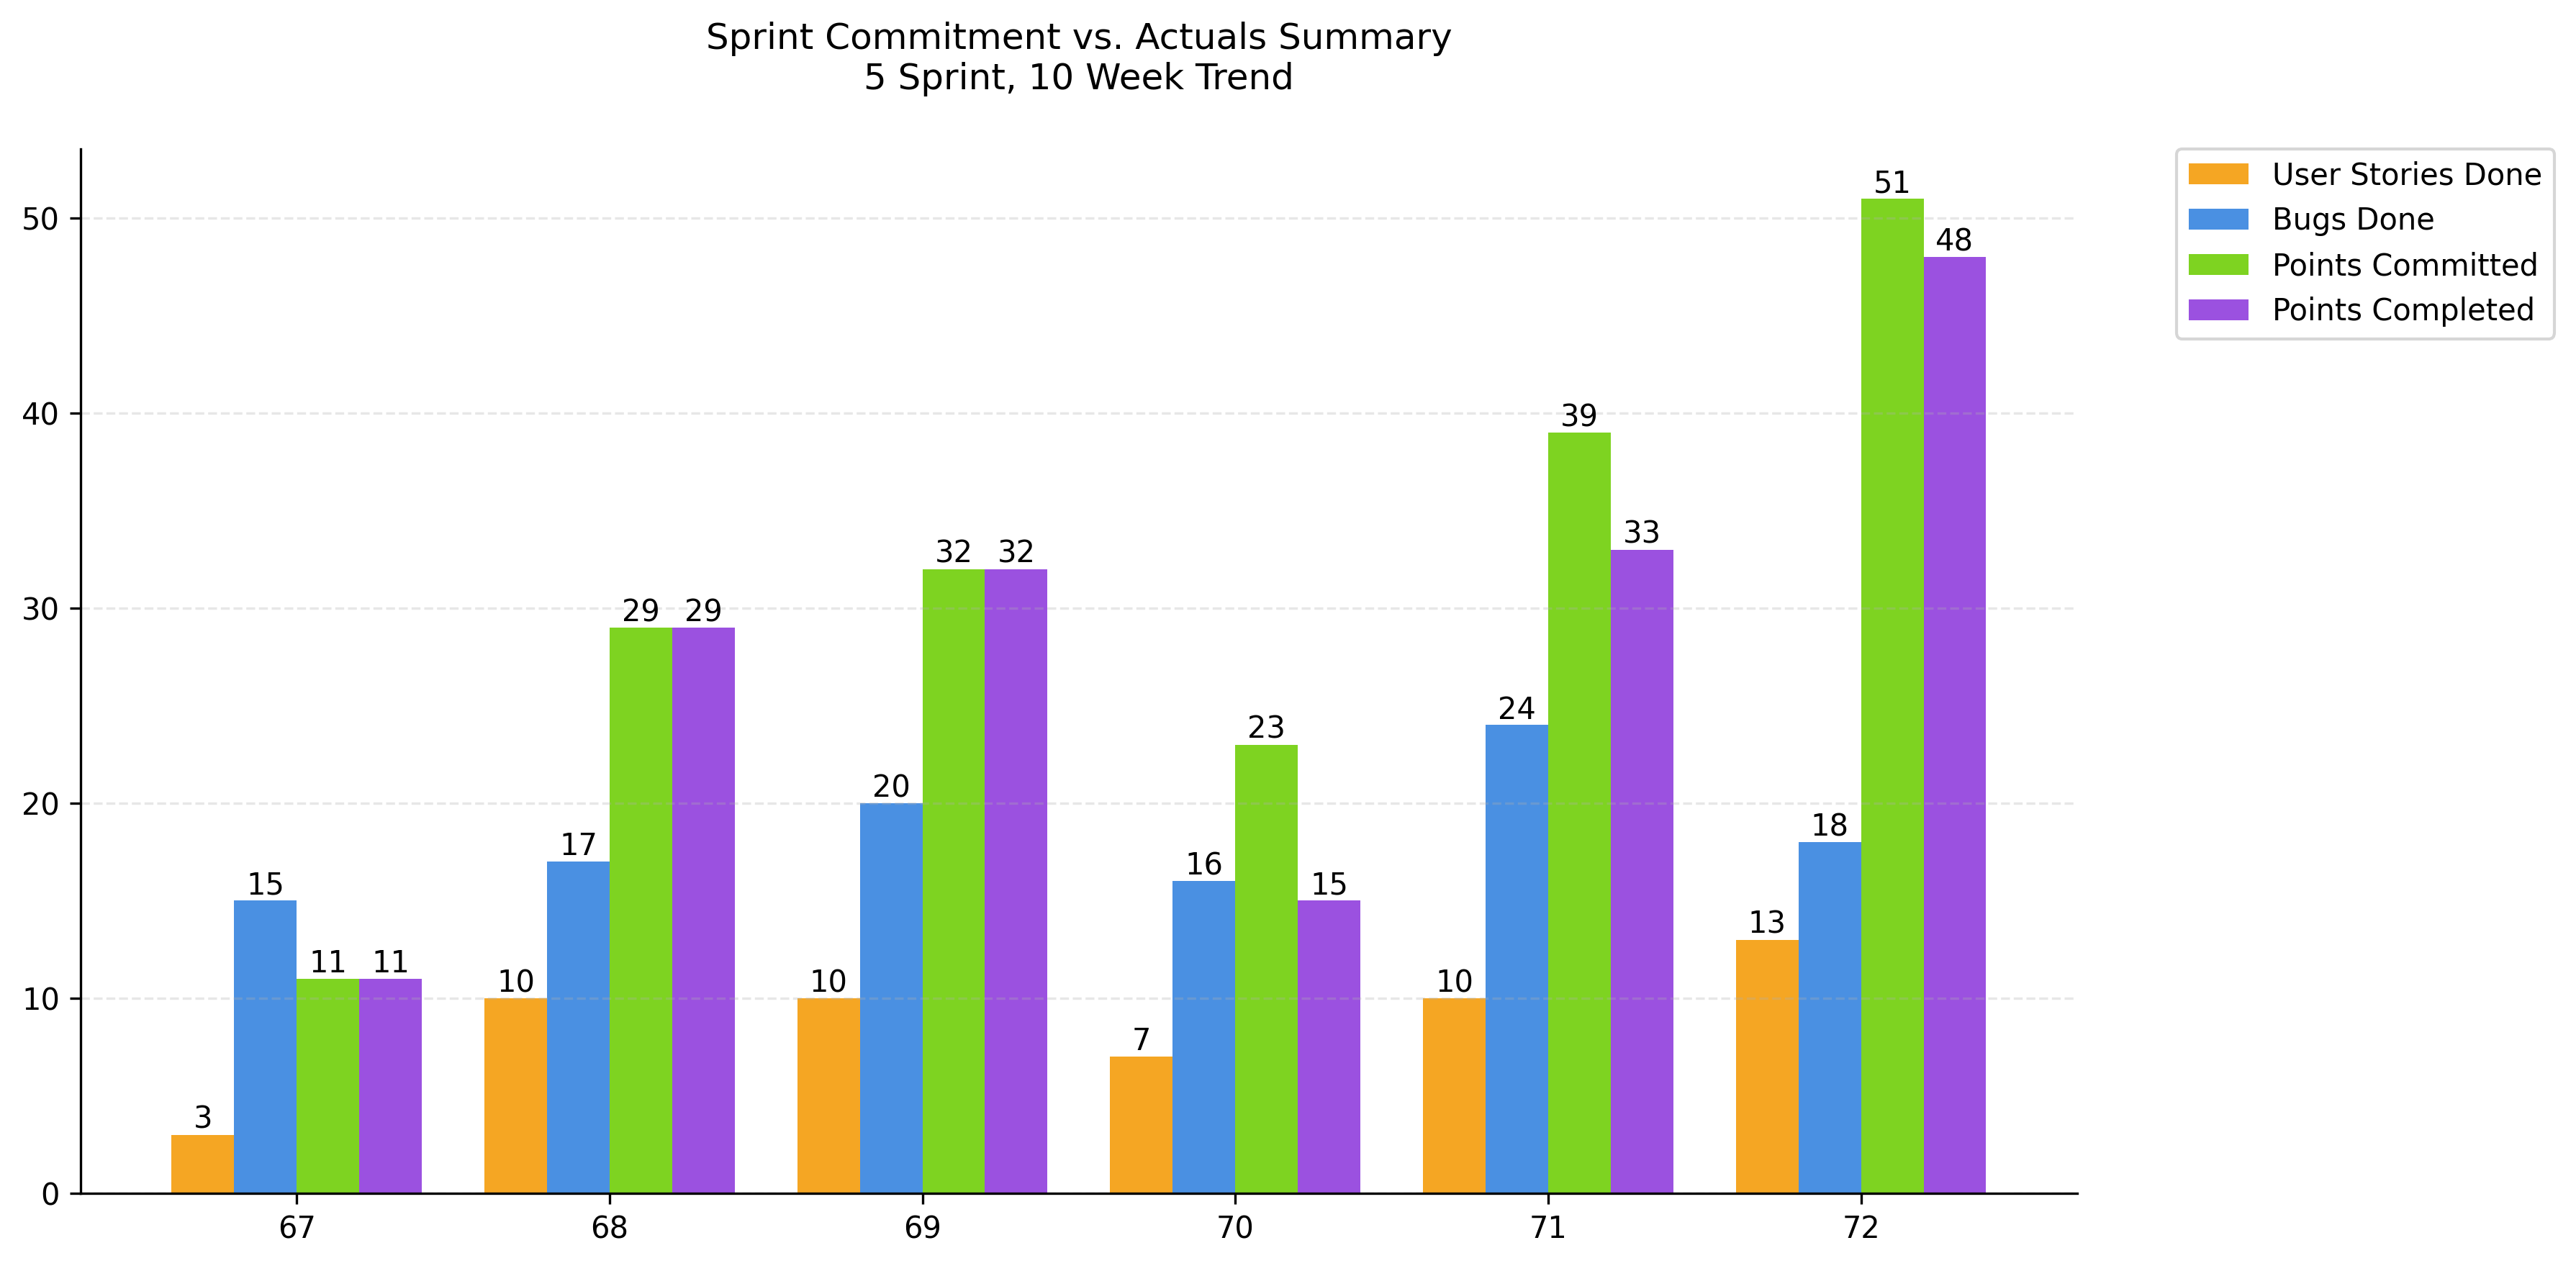 Sprint Commitment vs. Actuals Summary
5 Sprint, 10 Week Trend
User Stories Done
Bugs Done
Points Committed
Points Completed
50
40
30
20
10
0
3 15 11 11
10 17 29 29
10 20 32 32
7 16 23 15
10 24 39 33
13 18 51 48
67 68 69 70 71 72